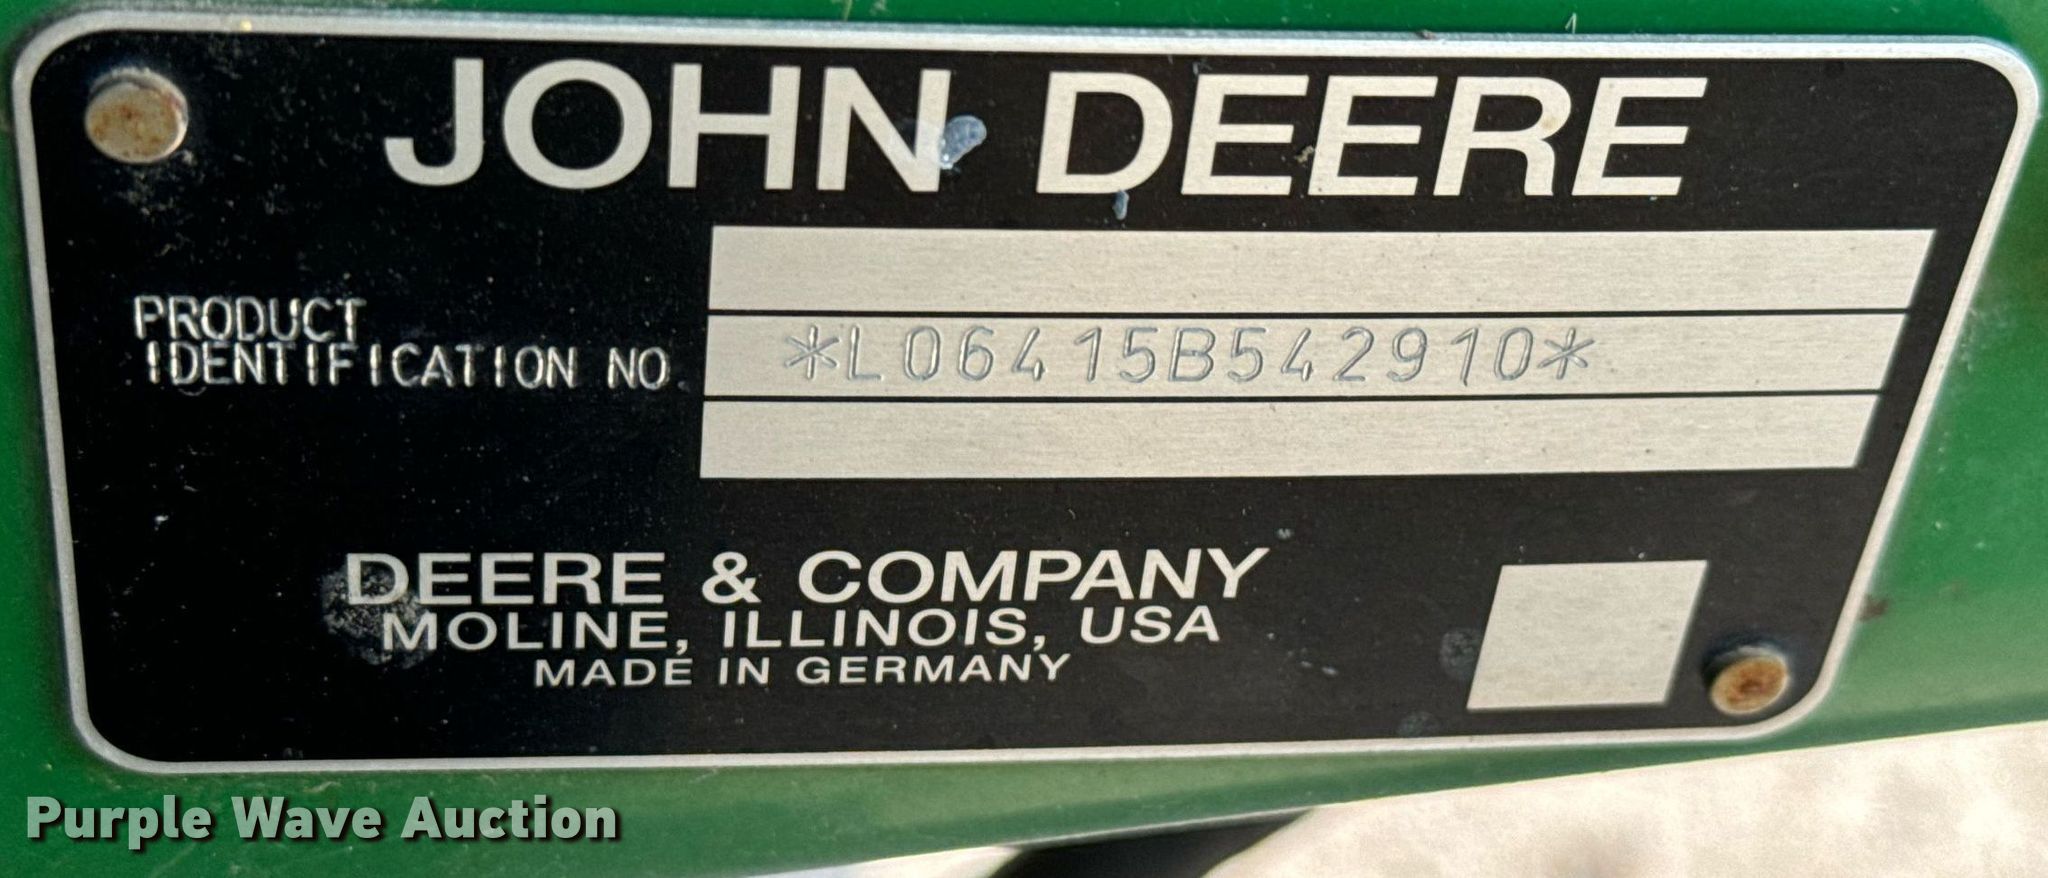 JOHN DEERE
PRODUCT
IDENTIFICATION NO.
*L06415B542910*
DEERE & COMPANY
MOLINE, ILLINOIS, USA
MADE IN GERMANY
Purple Wave Auction